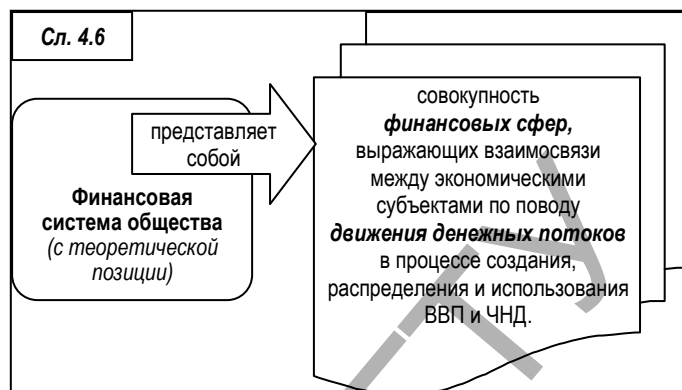 Сл. 4.6
Финансовая
система общества
(с теоретической
позиции)
представляет
собой
совокупность
финансовых сфер,
выражающих взаимосвязи
между экономическими
субъектами по поводу
движения денежных потоков
в процессе создания,
распределения и использования
ВВП и ЧНД.